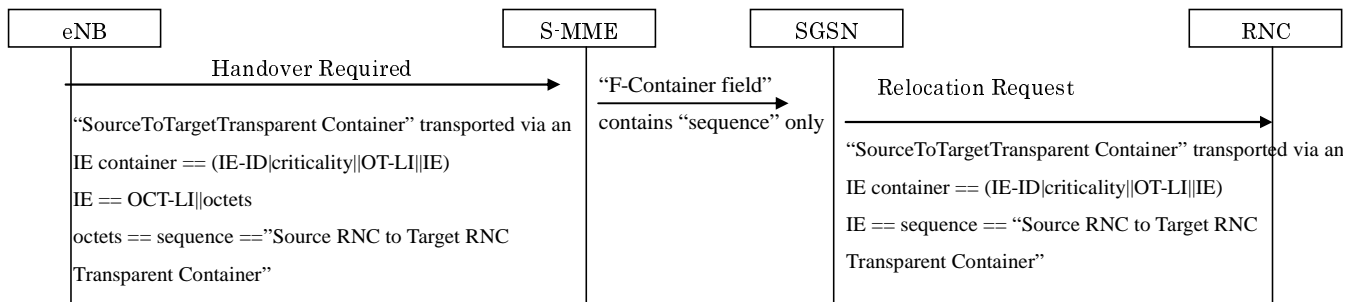 eNB
S-MME
SGSN
RNC
Handover Required
“F-Container field”
contains “sequence” only
Relocation Request
“SourceToTargetTransparent Container” transported via an
IE container == (IE-ID|criticality||OT-LI||IE)
IE == OCT-LI||octets
octets == sequence ==”Source RNC to Target RNC
Transparent Container”
“SourceToTargetTransparent Container” transported via an
IE container == (IE-ID|criticality||OT-LI||IE)
IE == sequence == “Source RNC to Target RNC
Transparent Container”